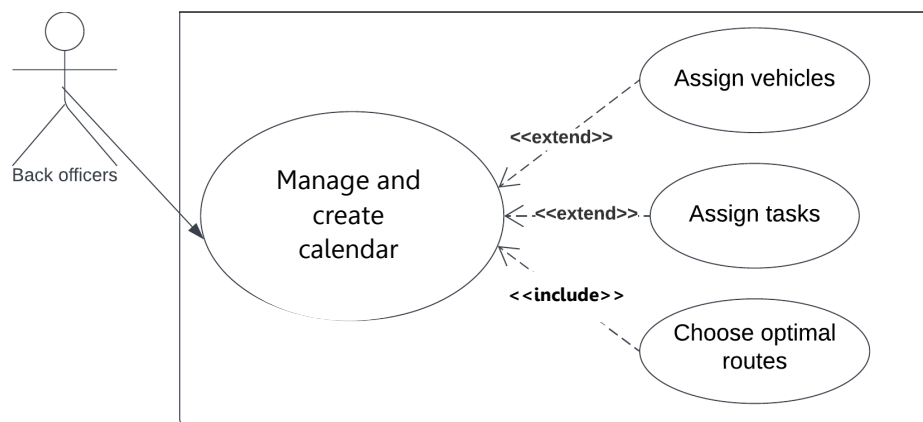 Back officers
Manage and
create
calendar
<<extend>>
<<extend>>
<<include>>
Assign vehicles
Assign tasks
Choose optimal
routes